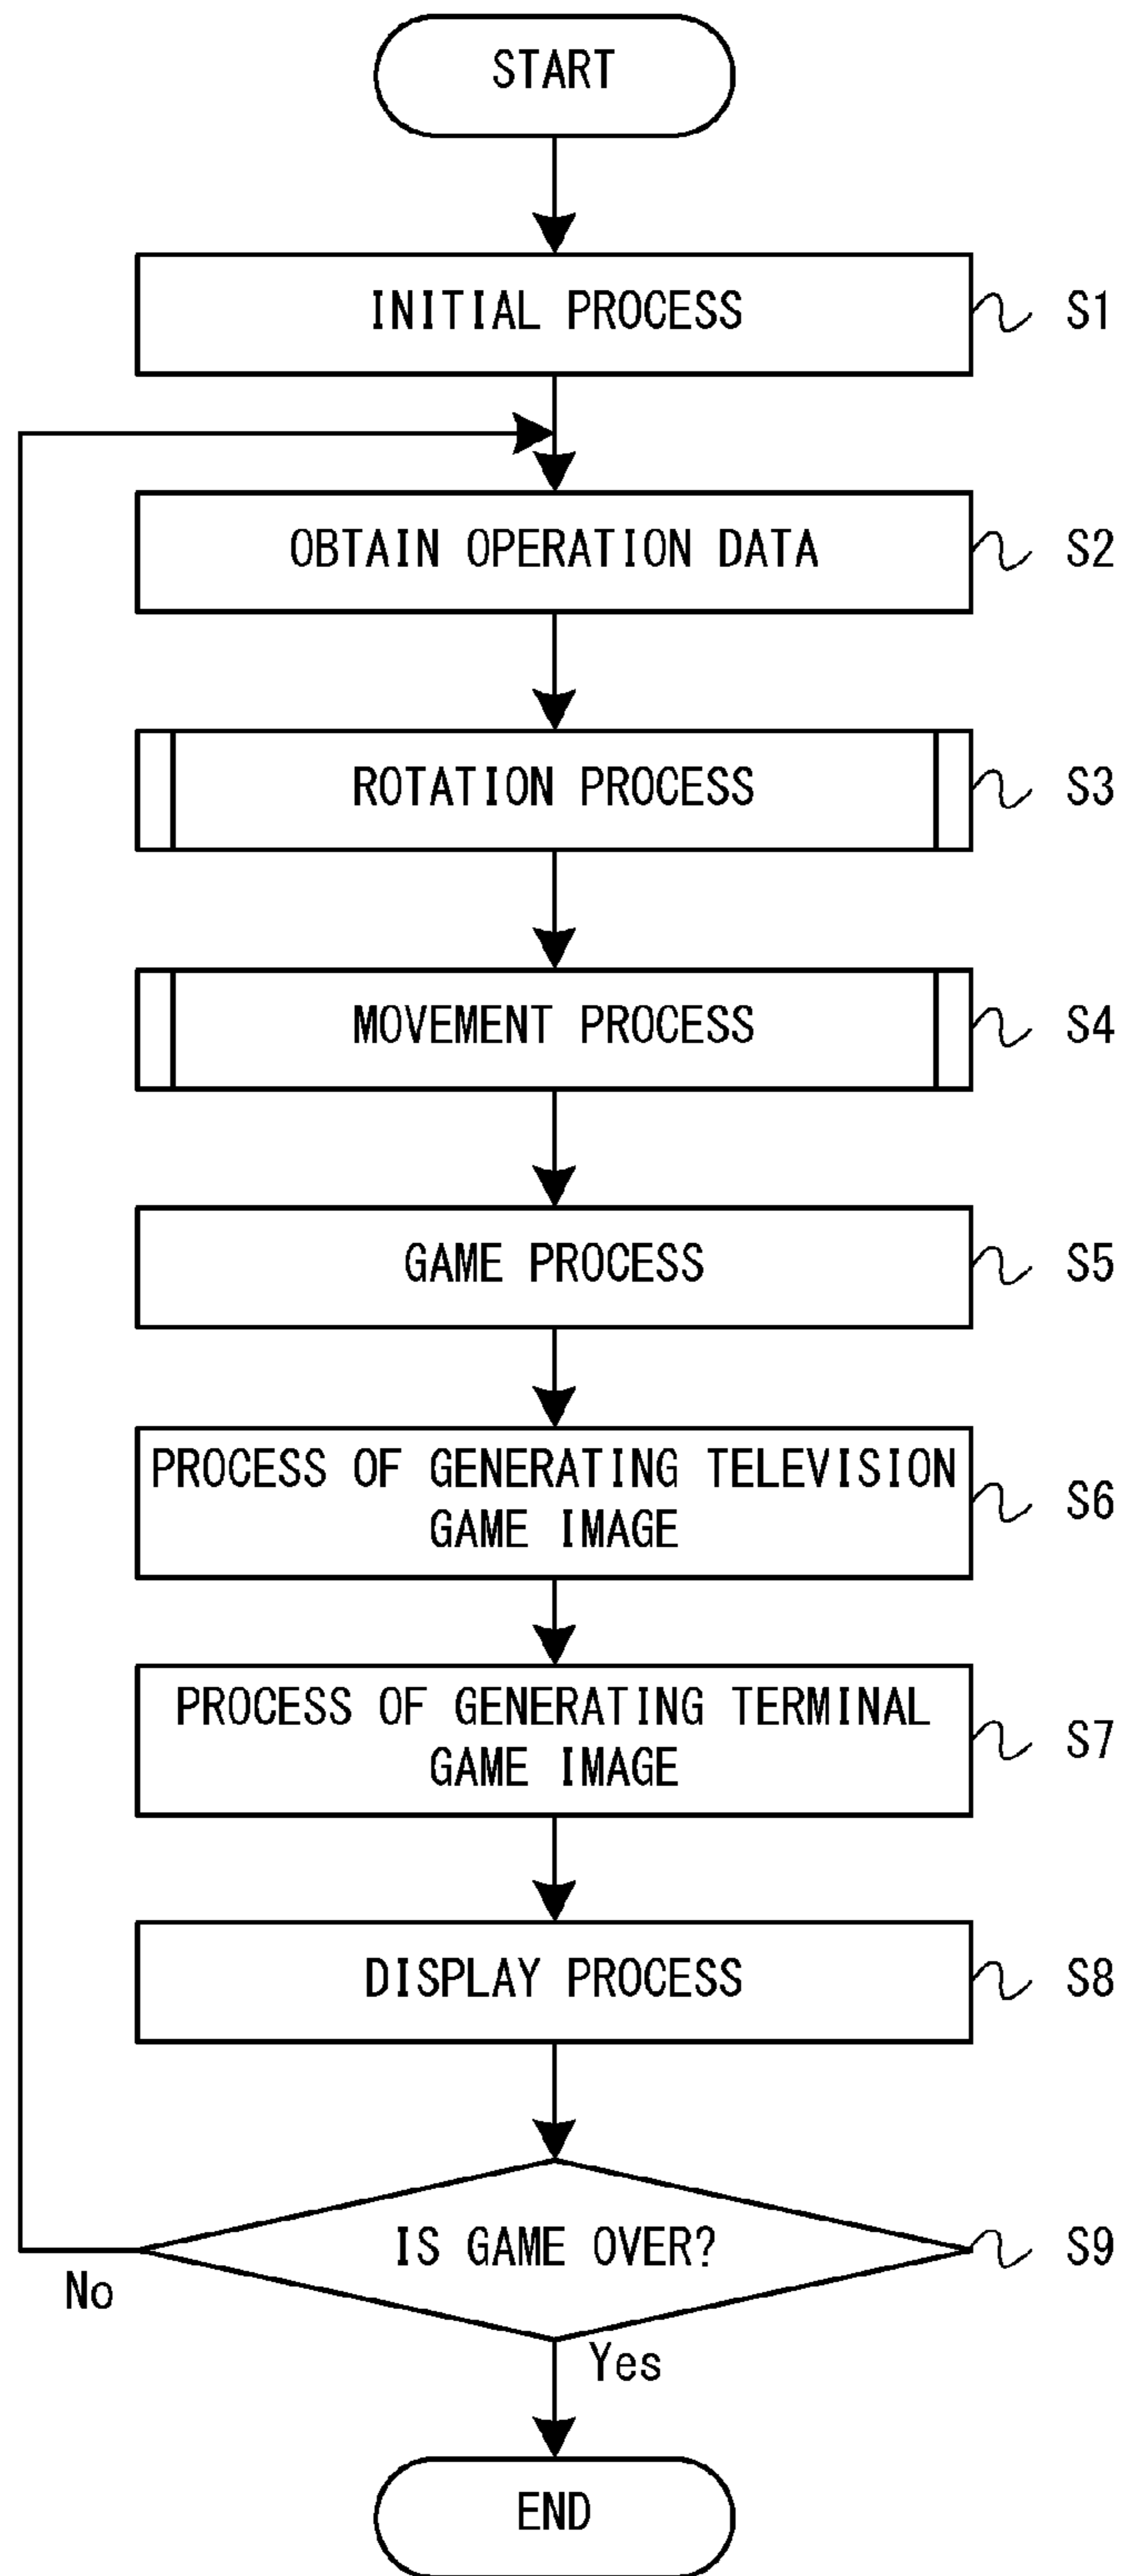 START
INITIAL PROCESS
S1
OBTAIN OPERATION DATA
S2
ROTATION PROCESS
S3
MOVEMENT PROCESS
S4
GAME PROCESS
S5
PROCESS OF GENERATING TELEVISION
GAME IMAGE
S6
PROCESS OF GENERATING TERMINAL
GAME IMAGE
S7
DISPLAY PROCESS
S8
IS GAME OVER?
S9
No
Yes
END